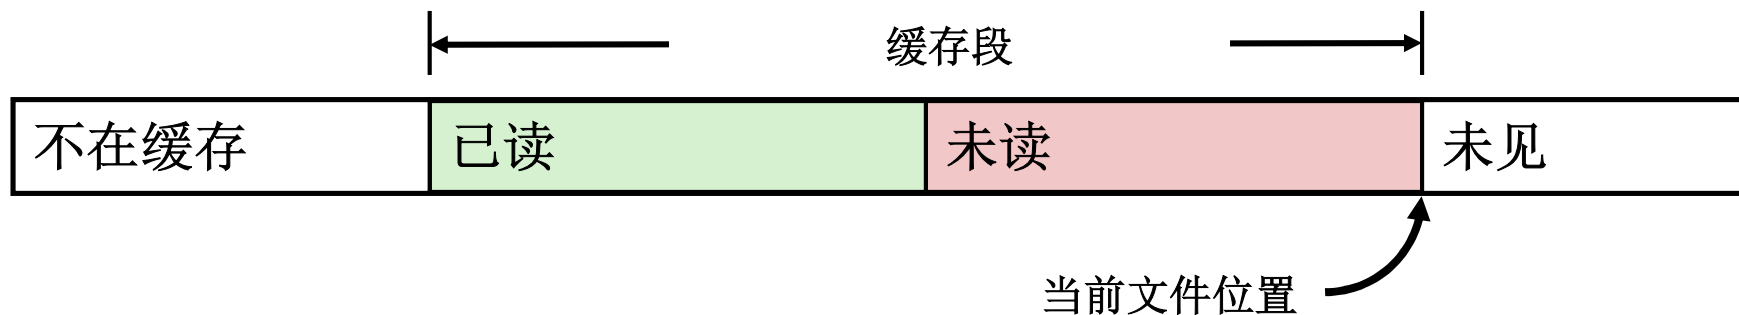 缓存段
不在缓存 已读 未读 未见
当前文件位置